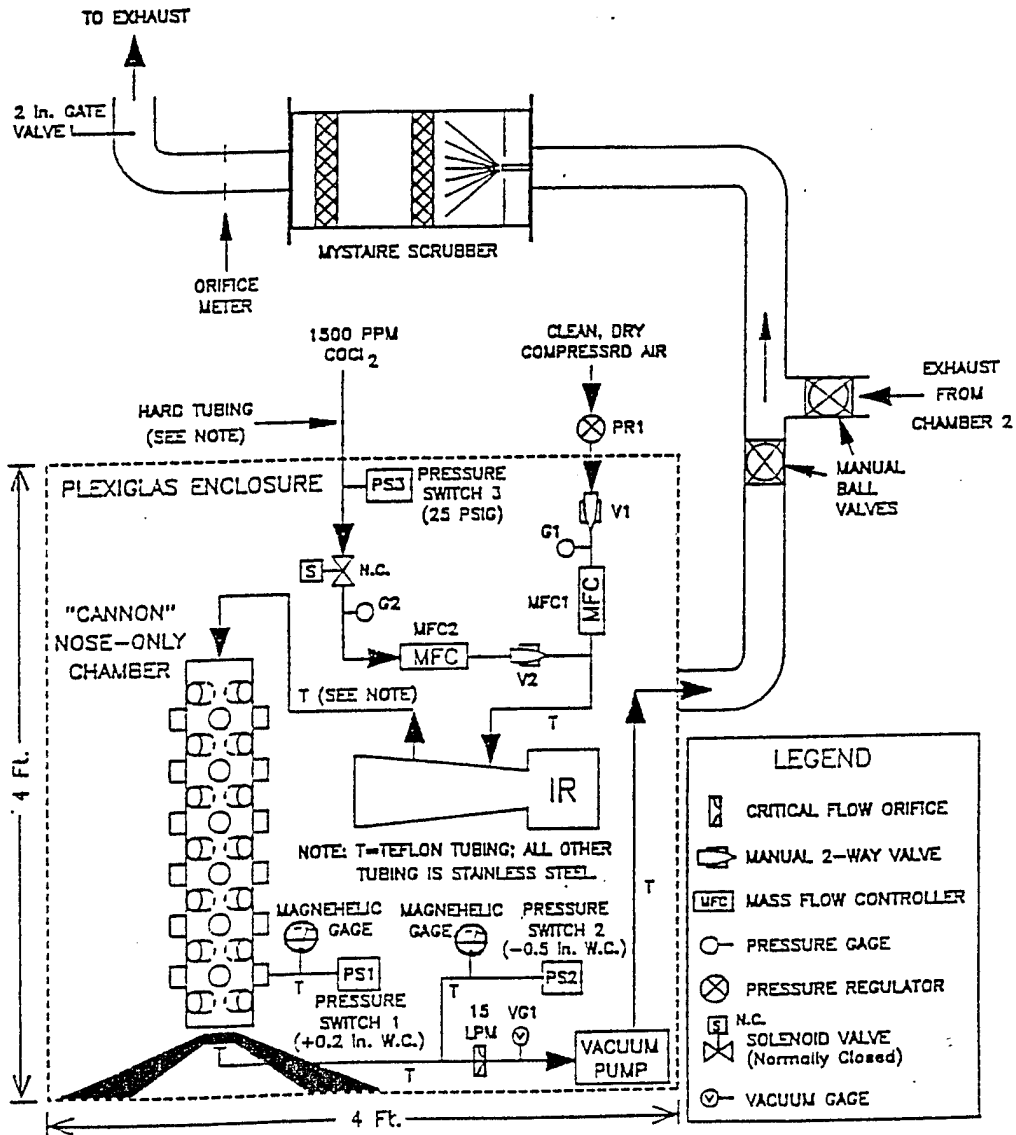 TO EXHAUST
2 In. GATE
VALVE
MYSTAIRE SCRUBBER
ORIFICE
METER
1500 PPM
COCl2
CLEAN, DRY
COMPRESSRD AIR
EXHAUST
FROM
CHAMBER 2
HARD TUBING
(SEE NOTE)
PR1
MANUAL
BALL
VALVES
PLEXIGLAS ENCLOSURE
PS3
PRESSURE
SWITCH 3
(25 PSIG)
V1
G1
S
N.C.
G2
MFC1
MFC
"CANNON"
NOSE-ONLY
CHAMBER
MFC2
MFC
V2
T (SEE NOTE)
T
IR
NOTE: T=TEFLON TUBING; ALL OTHER
TUBING IS STAINLESS STEEL
T
4 Ft.
MAGNEHELIC
GAGE
MAGNEHELIC
GAGE
PRESSURE
SWITCH 2
(-0.5 In. W.C.)
PS1
T
PS2
T
PRESSURE
SWITCH 1
(+0.2 In. W.C.)
15
LPM
VG1
VACUUM
PUMP
T
T
4 Ft.
LEGEND
CRITICAL FLOW ORIFICE
MANUAL 2-WAY VALVE
MFC
MASS FLOW CONTROLLER
PRESSURE GAGE
PRESSURE REGULATOR
S
N.C.
SOLENOID VALVE
(Normally Closed)
V
VACUUM GAGE